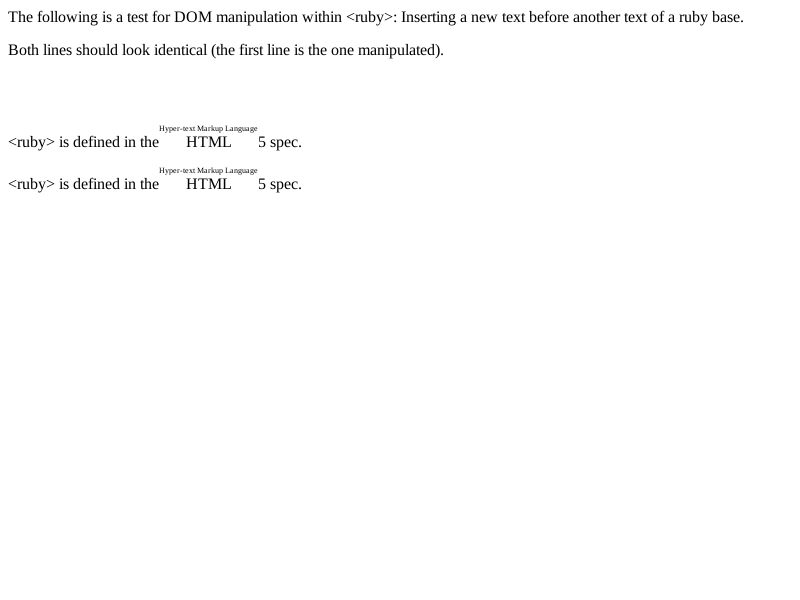 The following is a test for DOM manipulation within <ruby>: Inserting a new text before another text of a ruby base.
Both lines should look identical (the first line is the one manipulated).
Hyper-text Markup Language
<ruby> is defined in the HTML 5 spec.
Hyper-text Markup Language
<ruby> is defined in the HTML 5 spec.